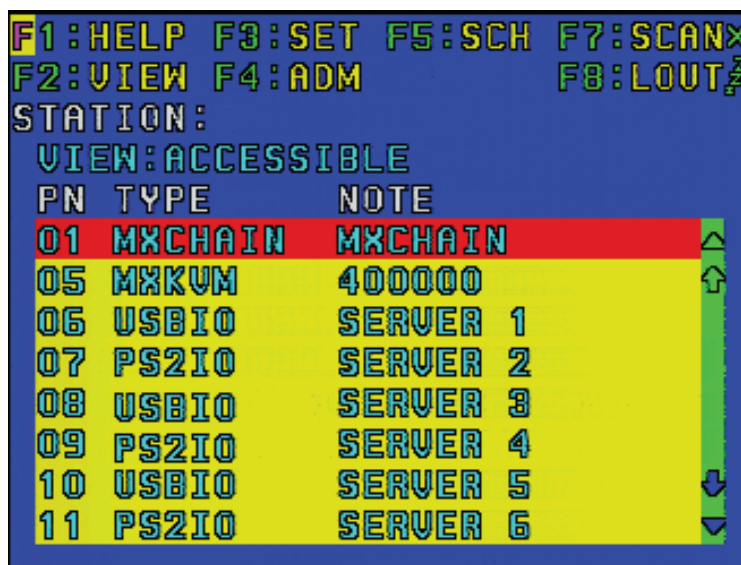 F1:HELP F3:SET F5:SCH F7:SCAN
F2:VIEW F4:ADM F8:LOUT
STATION:
VIEW:ACCESSIBLE
PN TYPE NOTE
01 MXCHAIN MXCHAIN
05 MXKVM 400000
06 USBIO SERVER 1
07 PS2IO SERVER 2
08 USBIO SERVER 3
09 PS2IO SERVER 4
10 USBIO SERVER 5
11 PS2IO SERVER 6